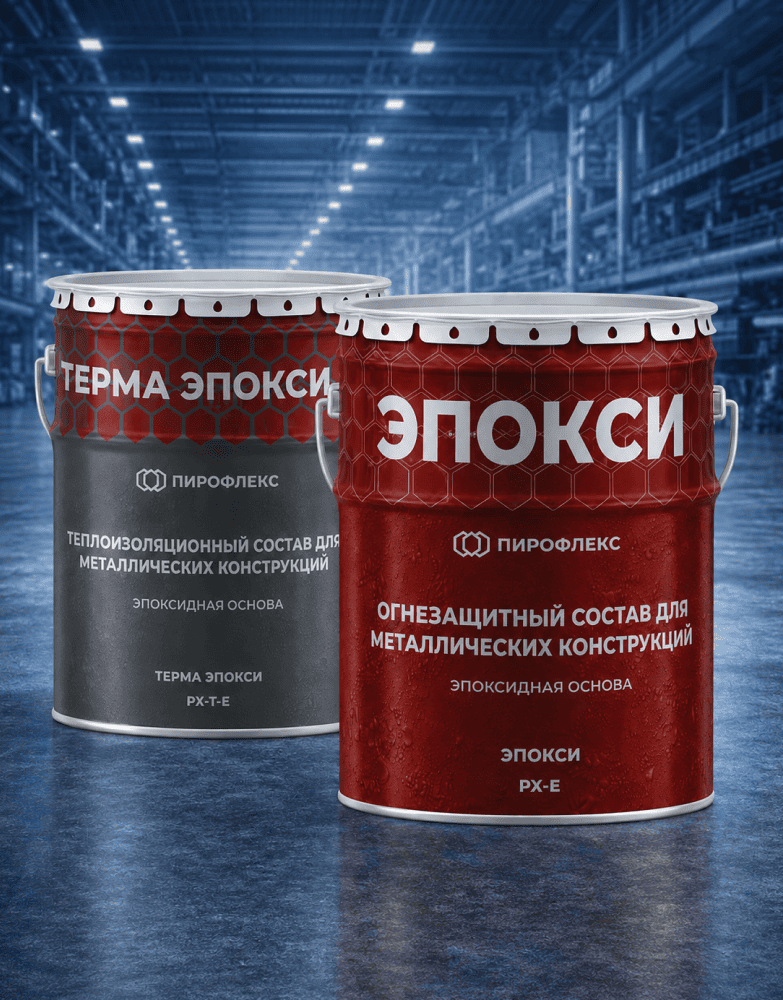 ТЕРМА ЭПОКСИ
ПИРОФЛЕКС
ТЕПЛОИЗОЛЯЦИОННЫЙ СОСТАВ ДЛЯ
МЕТАЛЛИЧЕСКИХ КОНСТРУКЦИЙ
ЭПОКСИДНАЯ ОСНОВА
ТЕРМА ЭПОКСИ
PX-T-E
ЭПОКСИ
ПИРОФЛЕКС
ОГНЕЗАЩИТНЫЙ СОСТАВ ДЛЯ
МЕТАЛЛИЧЕСКИХ КОНСТРУКЦИЙ
ЭПОКСИДНАЯ ОСНОВА
ЭПОКСИ
PX-E